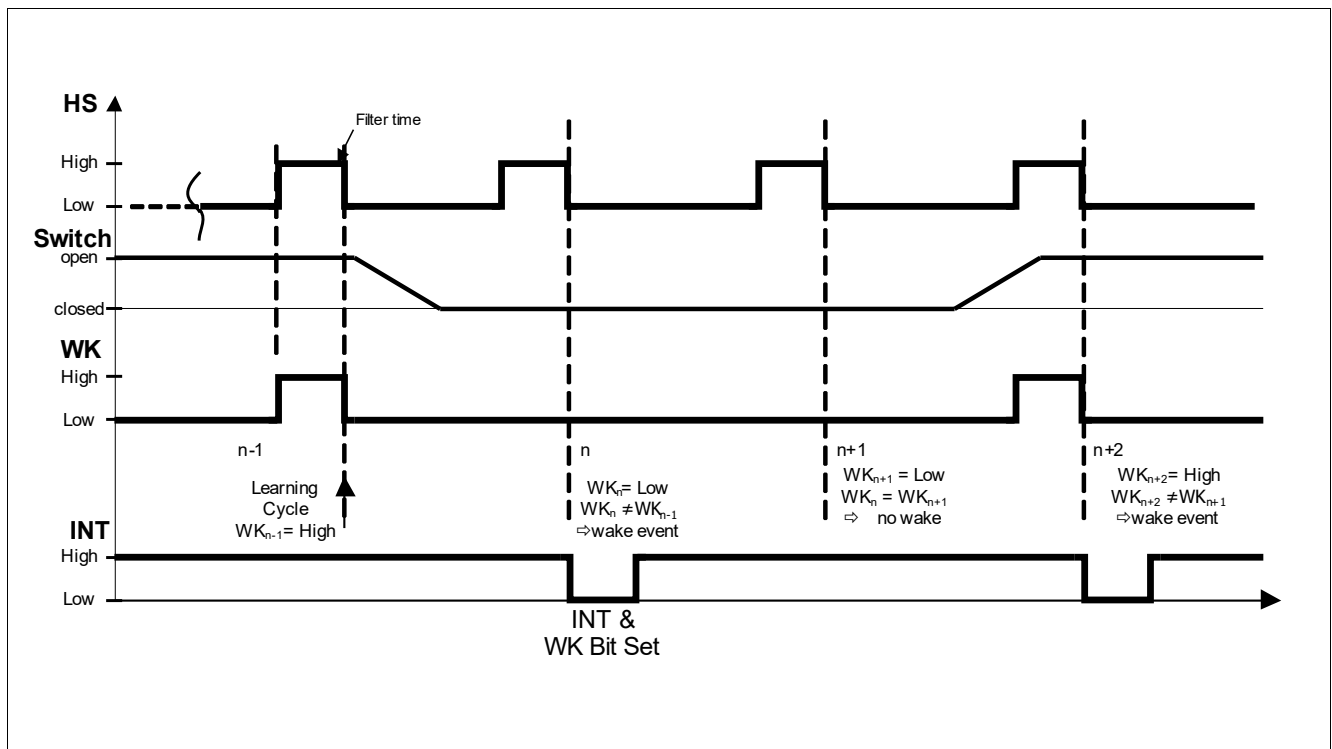 HS
Filter time
High
Low
Switch
open
closed
WK
High
Low
n-1
n
n+1
n+2
Learning
Cycle
WKn-1= High
WKn= Low
WKn ≠WKn-1
⇨wake event
WKn+1 = Low
WKn = WKn+1
⇨ no wake
WKn+2= High
WKn+2 ≠WKn+1
⇨wake event
INT
High
Low
INT &
WK Bit Set